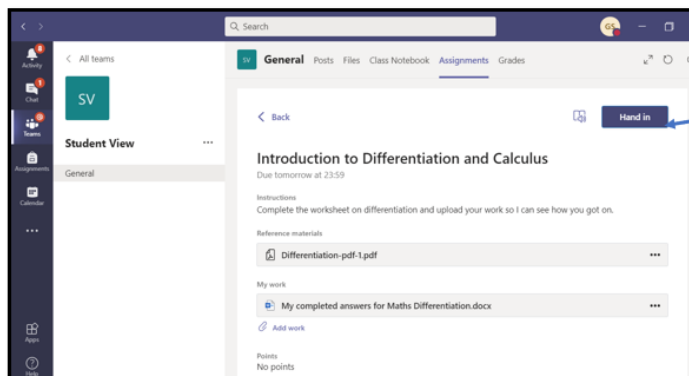 Search
GS
Activity
Chat
Teams
Assignments
Calendar
Apps
Help
All teams
SV
Student View
General
SV General Posts Files Class Notebook Assignments Grades
Back
Hand in
Introduction to Differentiation and Calculus
Due tomorrow at 23:59
Instructions
Complete the worksheet on differentiation and upload your work so I can see how you got on.
Reference materials
Differentiation-pdf-1.pdf
My work
My completed answers for Maths Differentiation.docx
Add work
Points
No points